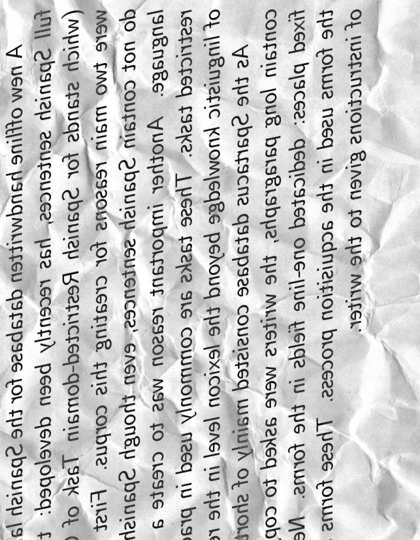 A new offline handwritten database for the Spanish la
full Spanish sentences, has recently been developed: t
(which stands for Spanish Restricted-domain Task of
were two main reasons for creating this corpus. First
do not contain Spanish sentences, even though Spanish
language. Another important reason was to create a
restricted tasks. These tasks are commonly used in prac
of linguistic knowledge beyond the lexicon level in the re
As the Spartacus database consisted mainly of short
contain long paragraphs, the writers were asked to cop
fixed places: dedicated one-line fields in the forms. Ne
the forms used in the acquisition process. These forms
of instructions given to the writer.